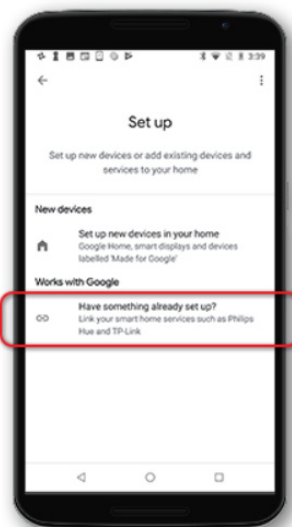 3:39
Set up
Set up new devices or add existing devices and
services to your home
New devices
Set up new devices in your home
Google Home, smart displays and devices
labelled 'Made for Google'
Works with Google
Have something already set up?
Link your smart home services such as Philips
Hue and TP-Link